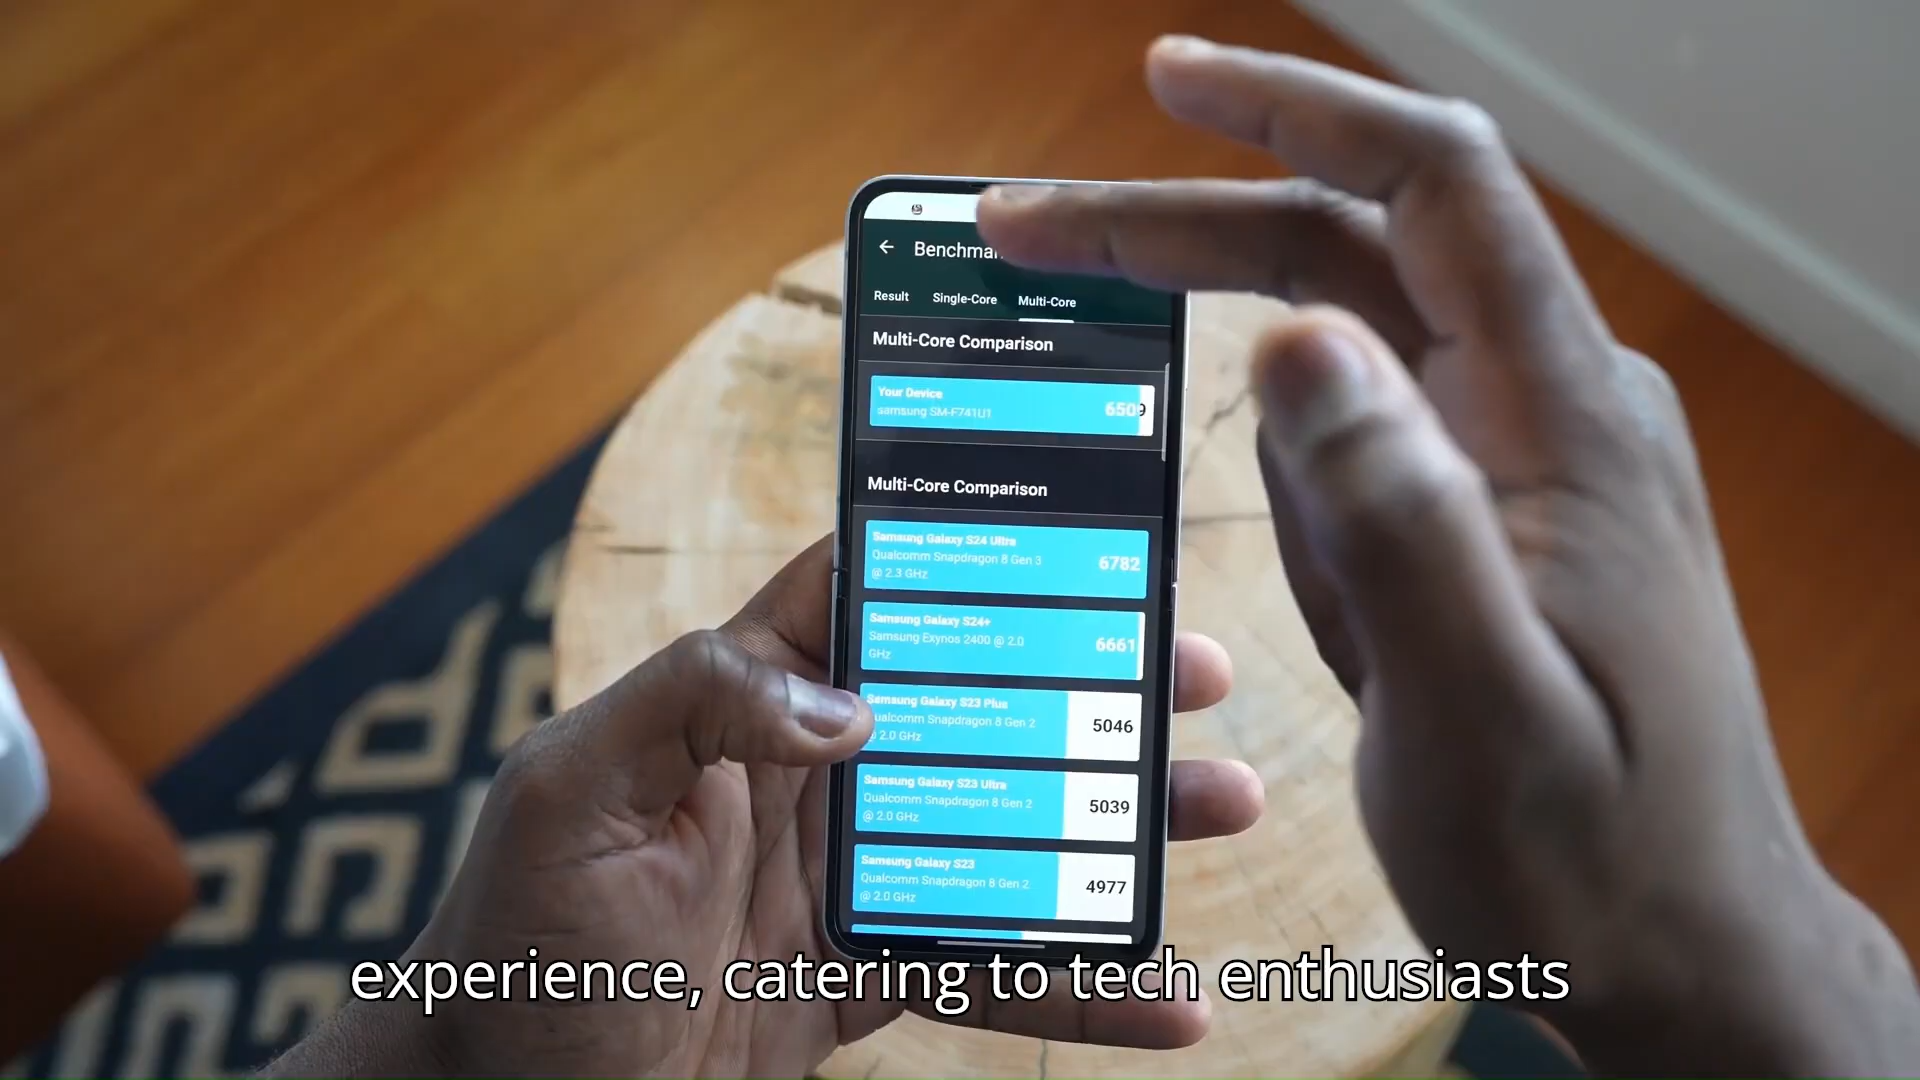 Benchmar
Result Single-Core Multi-Core
Multi-Core Comparison
Your Device
samsung SM-F741U1
6509
Multi-Core Comparison
Samsung Galaxy S24 Ultra
Qualcomm Snapdragon 8 Gen 3
@ 2.3 GHz
6782
Samsung Galaxy S24+
Samsung Exynos 2400 @ 2.0
GHz
6661
Samsung Galaxy S23 Plus
Qualcomm Snapdragon 8 Gen 2
@ 2.0 GHz
5046
Samsung Galaxy S23 Ultra
Qualcomm Snapdragon 8 Gen 2
@ 2.0 GHz
5039
Samsung Galaxy S23
Qualcomm Snapdragon 8 Gen 2
@ 2.0 GHz
4977
experience, catering to tech enthusiasts